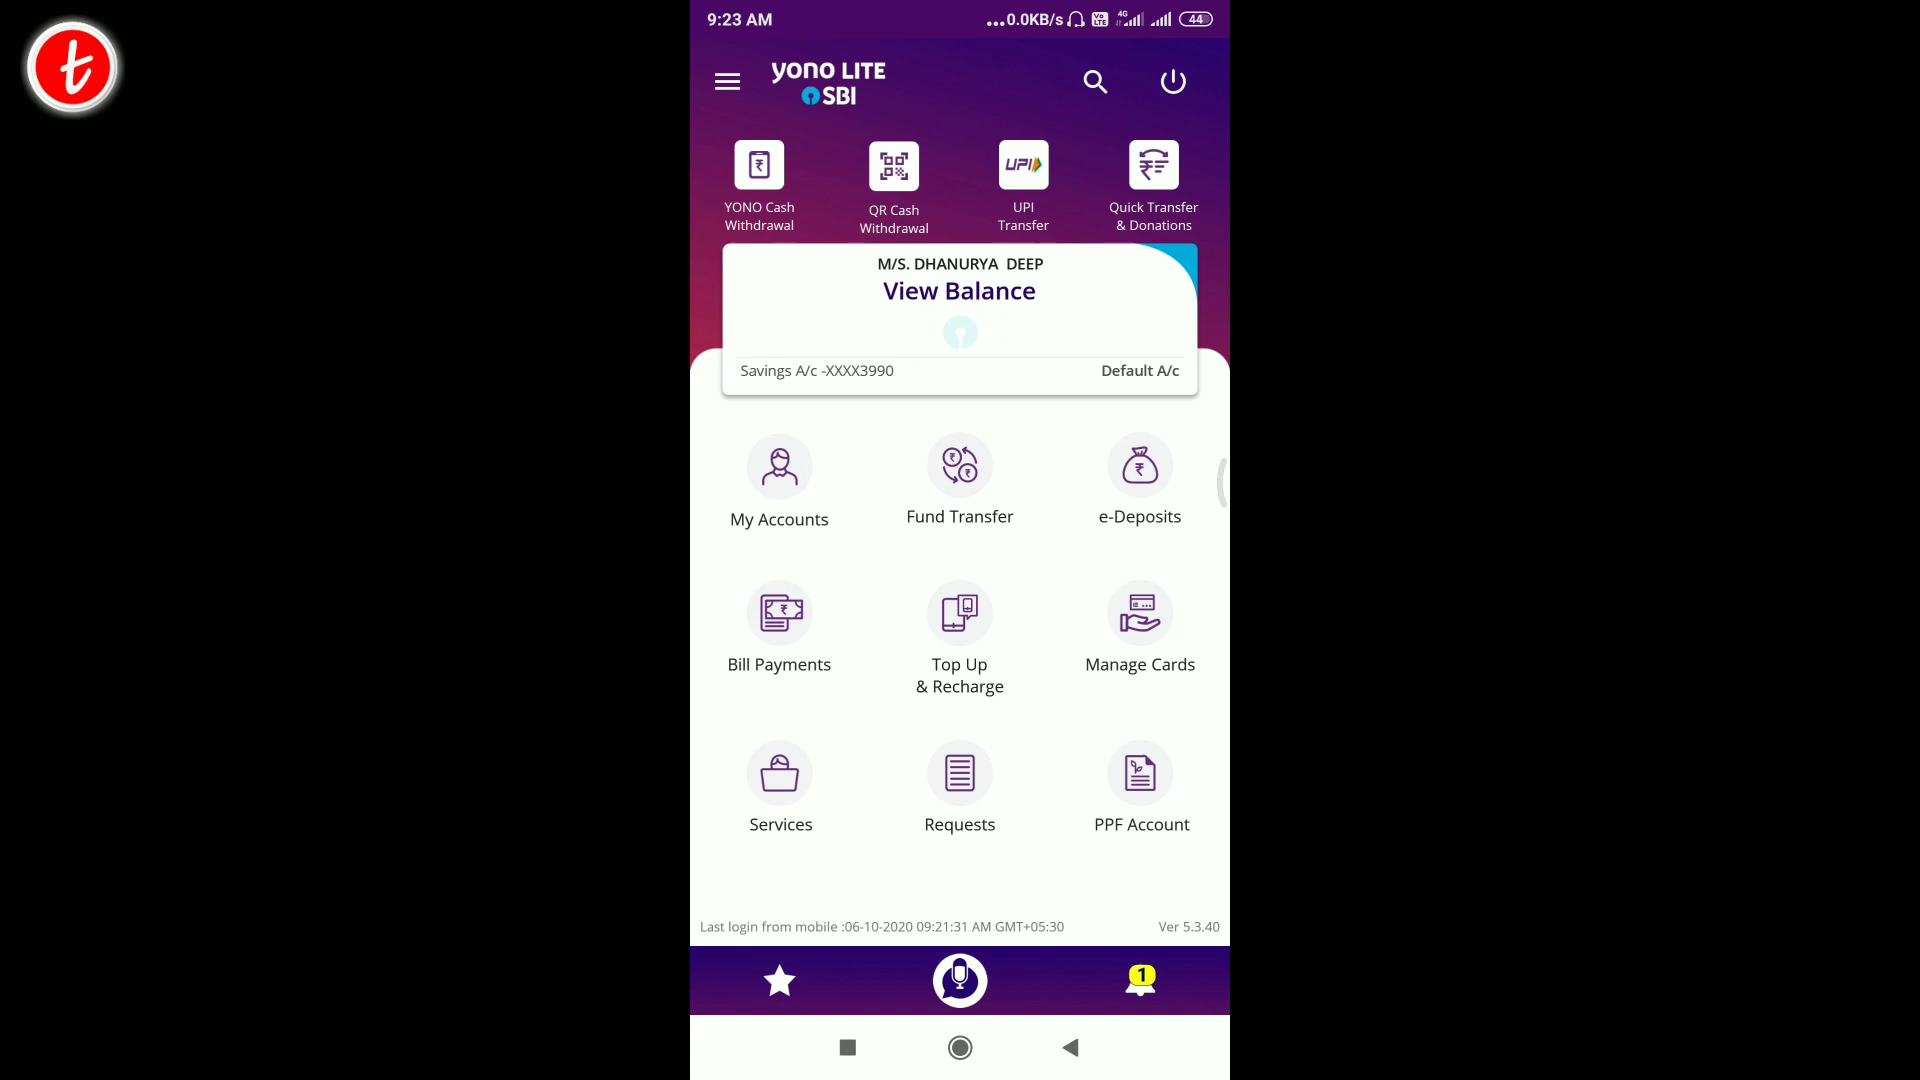 t
9:23 AM
...0.0KB/s Vo LTE 4G 44
yono LITE
SBI
UPI
YONO Cash
Withdrawal
QR Cash
Withdrawal
UPI
Transfer
Quick Transfer
& Donations
M/S. DHANURYA DEEP
View Balance
Savings A/c -XXXX3990
Default A/c
My Accounts
Fund Transfer
e-Deposits
Bill Payments
Top Up
& Recharge
Manage Cards
Services
Requests
PPF Account
Last login from mobile :06-10-2020 09:21:31 AM GMT+05:30
Ver 5.3.40
1